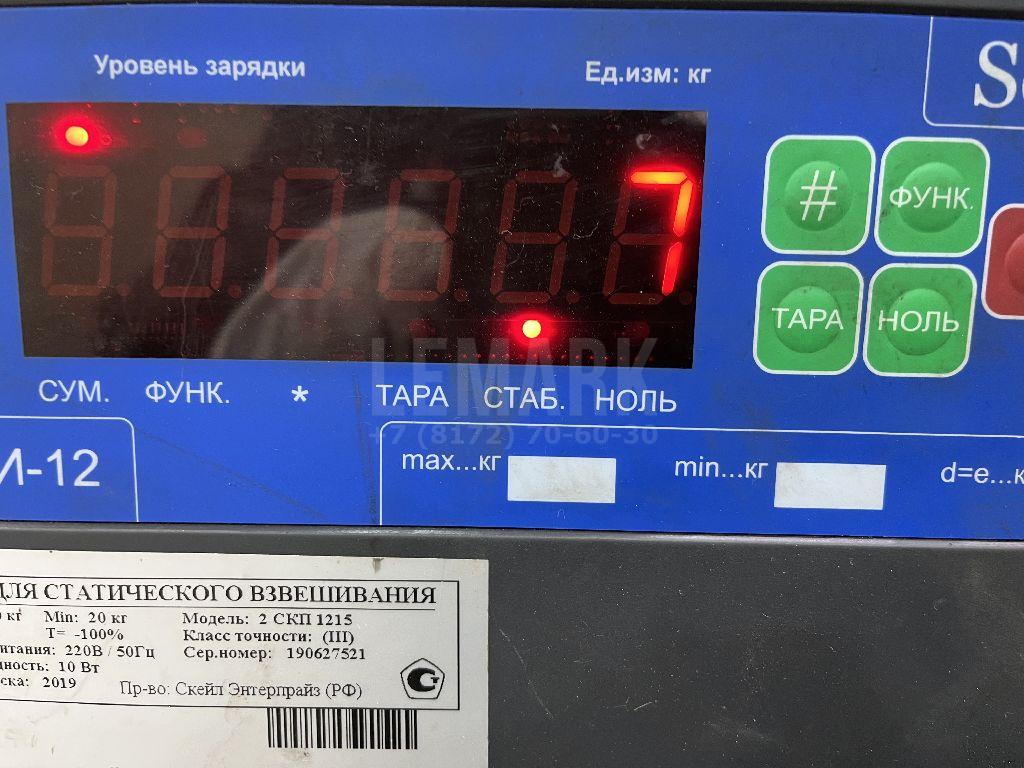 Уровень зарядки
Ед.изм: кг
7
#
ФУНК.
ТАРА
НОЛЬ
СУМ. ФУНК. * ТАРА СТАБ. НОЛЬ
LEMARK
+7 (8172) 70-60-30
-12
max...кг
min...кг
d=e...к
ДЛЯ СТАТИЧЕСКОГО ВЗВЕШИВАНИЯ
кг Min: 20 кг Модель: 2 СКП 1215
T= -100% Класс точности: (III)
итания: 220В / 50Гц Сер.номер: 190627521
ность: 10 Вт
ска: 2019 Пр-во: Скейл Энтерпрайз (РФ)